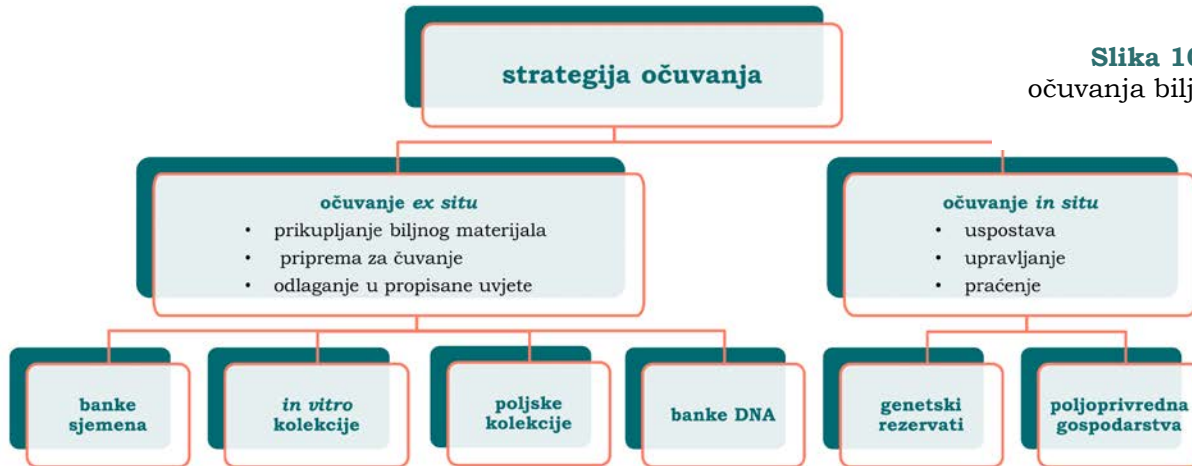 strategija očuvanja
Slika 10
očuvanja bilj
očuvanje ex situ
• prikupljanje biljnog materijala
• priprema za čuvanje
• odlaganje u propisane uvjete
očuvanje in situ
• uspostava
• upravljanje
• praćenje
banke
sjemena
in vitro
kolekcije
poljske
kolekcije
banke DNA
genetski
rezervati
poljoprivredna
gospodarstva